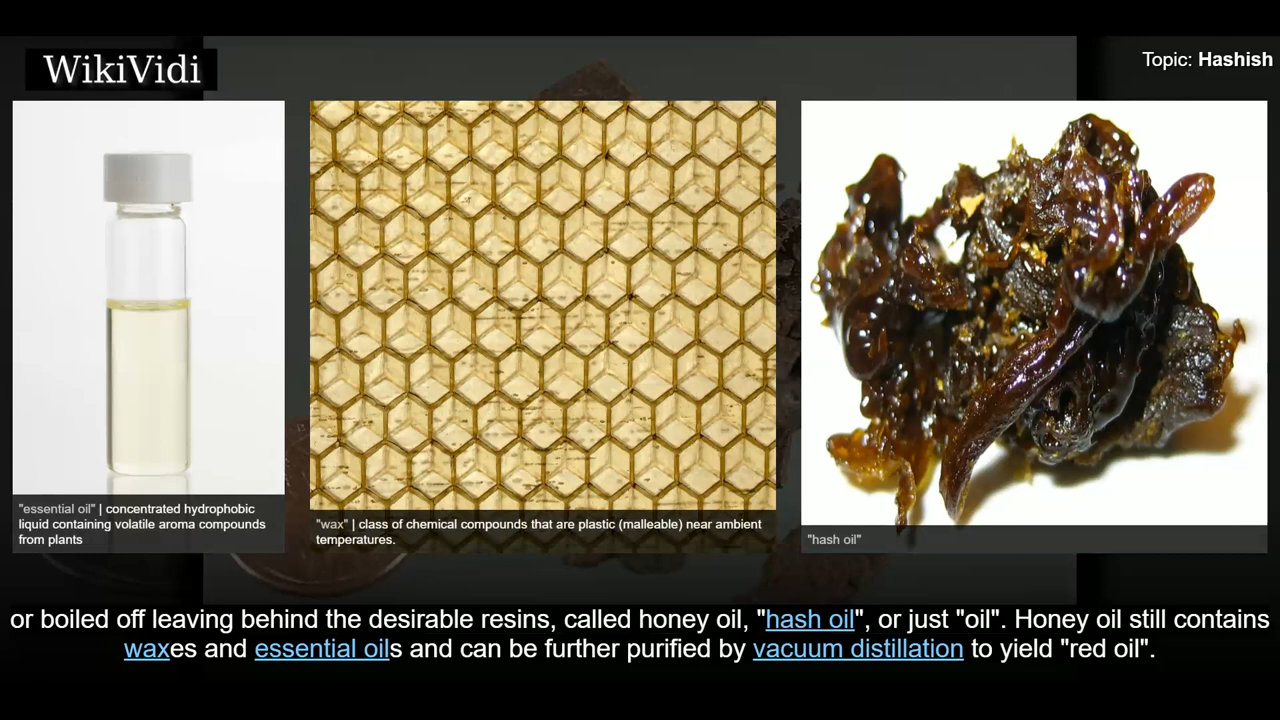 WikiVidi
Topic: Hashish
"essential oil" | concentrated hydrophobic
liquid containing volatile aroma compounds
from plants
"wax" | class of chemical compounds that are plastic (malleable) near ambient
temperatures.
"hash oil"
or boiled off leaving behind the desirable resins, called honey oil, "hash oil", or just "oil". Honey oil still contains
waxes and essential oils and can be further purified by vacuum distillation to yield "red oil".